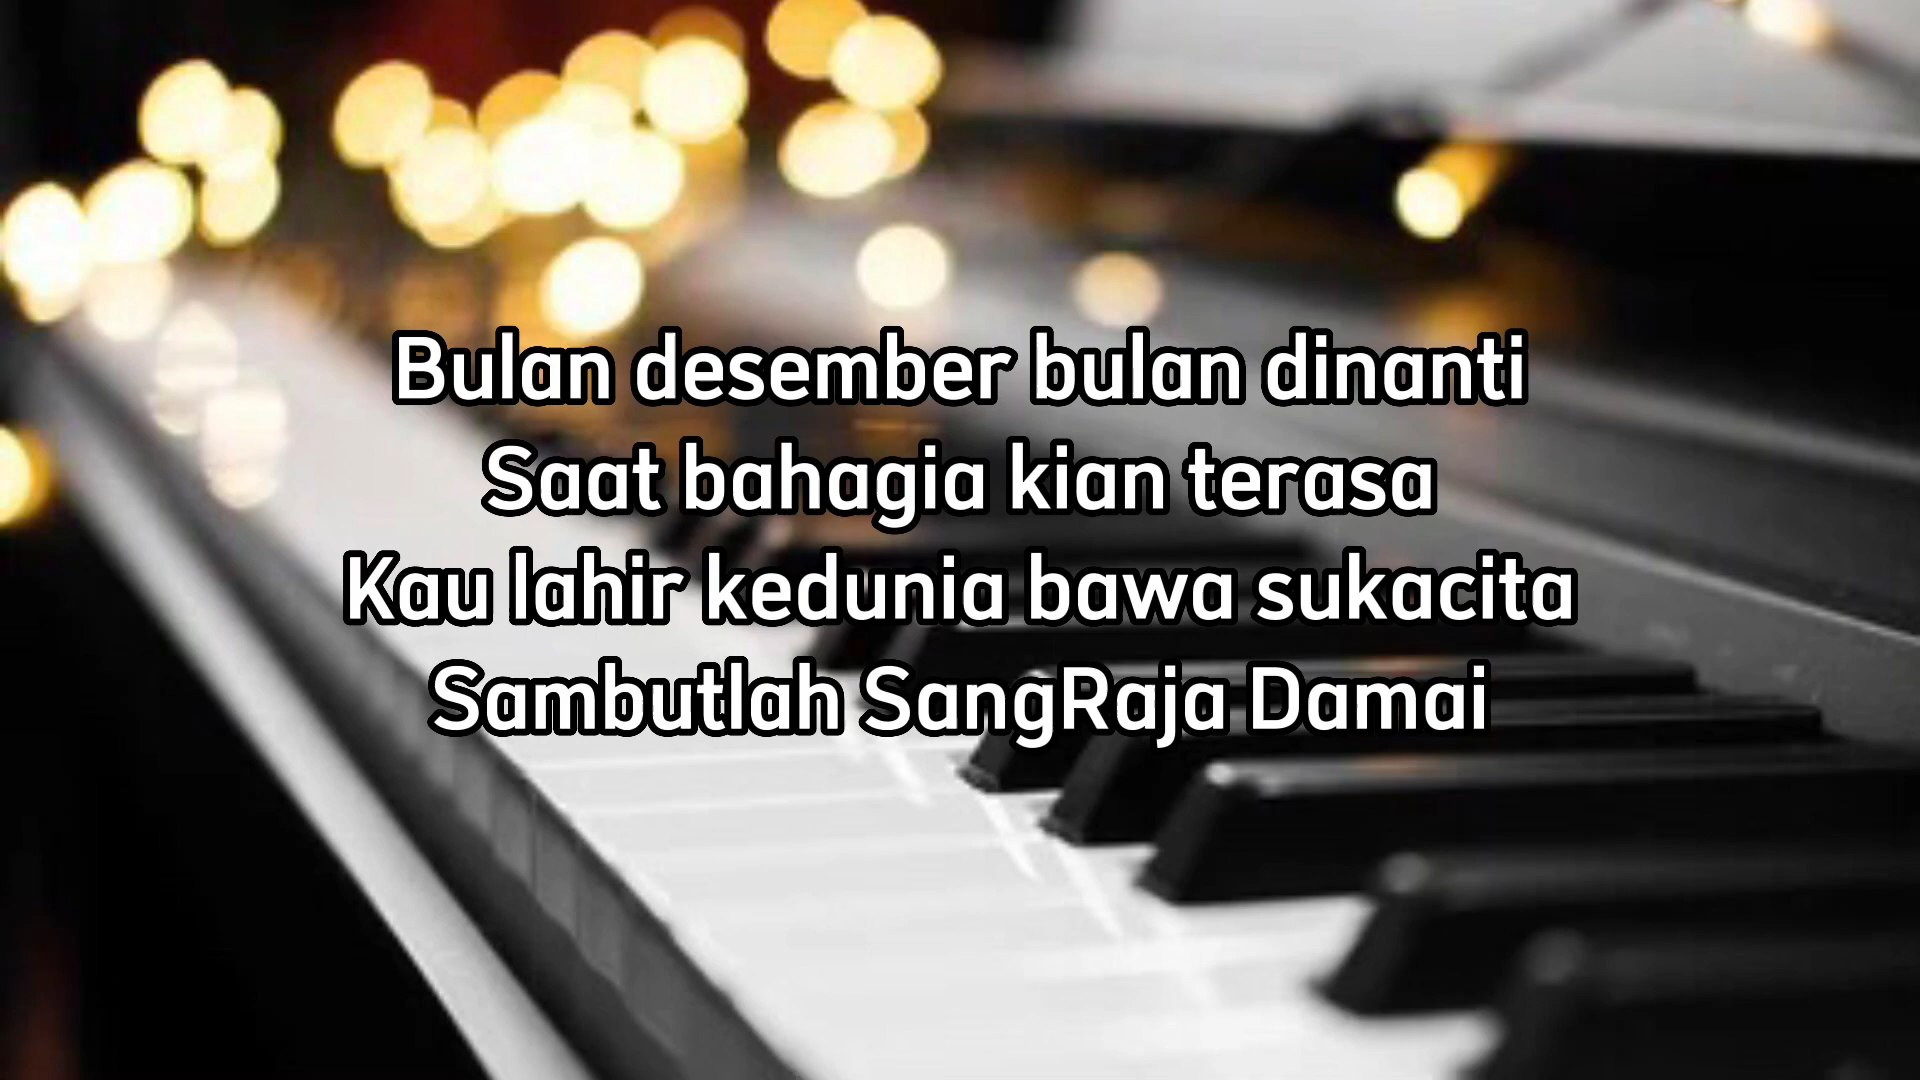 Bulan desember bulan dinanti
Saat bahagia kian terasa
Kau lahir kedunia bawa sukacita
Sambutlah SangRaja Damai